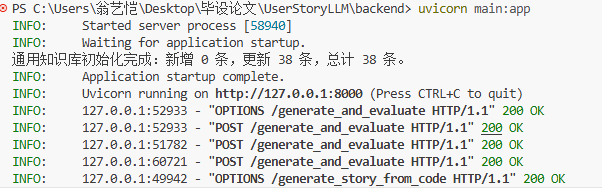 PS C:\Users\翁艺恺\Desktop\毕设论文\UserStoryLLM\backend> uvicorn main:app
INFO:     Started server process [58940]
INFO:     Waiting for application startup.
通用知识库初始化完成：新增 0 条，更新 38 条，总计 38 条。
INFO:     Application startup complete.
INFO:     Uvicorn running on http://127.0.0.1:8000 (Press CTRL+C to quit)
INFO:     127.0.0.1:52933 - "OPTIONS /generate_and_evaluate HTTP/1.1" 200 OK
INFO:     127.0.0.1:52933 - "POST /generate_and_evaluate HTTP/1.1" 200 OK
INFO:     127.0.0.1:51782 - "POST /generate_and_evaluate HTTP/1.1" 200 OK
INFO:     127.0.0.1:60721 - "POST /generate_and_evaluate HTTP/1.1" 200 OK
INFO:     127.0.0.1:49942 - "OPTIONS /generate_story_from_code HTTP/1.1" 200 OK